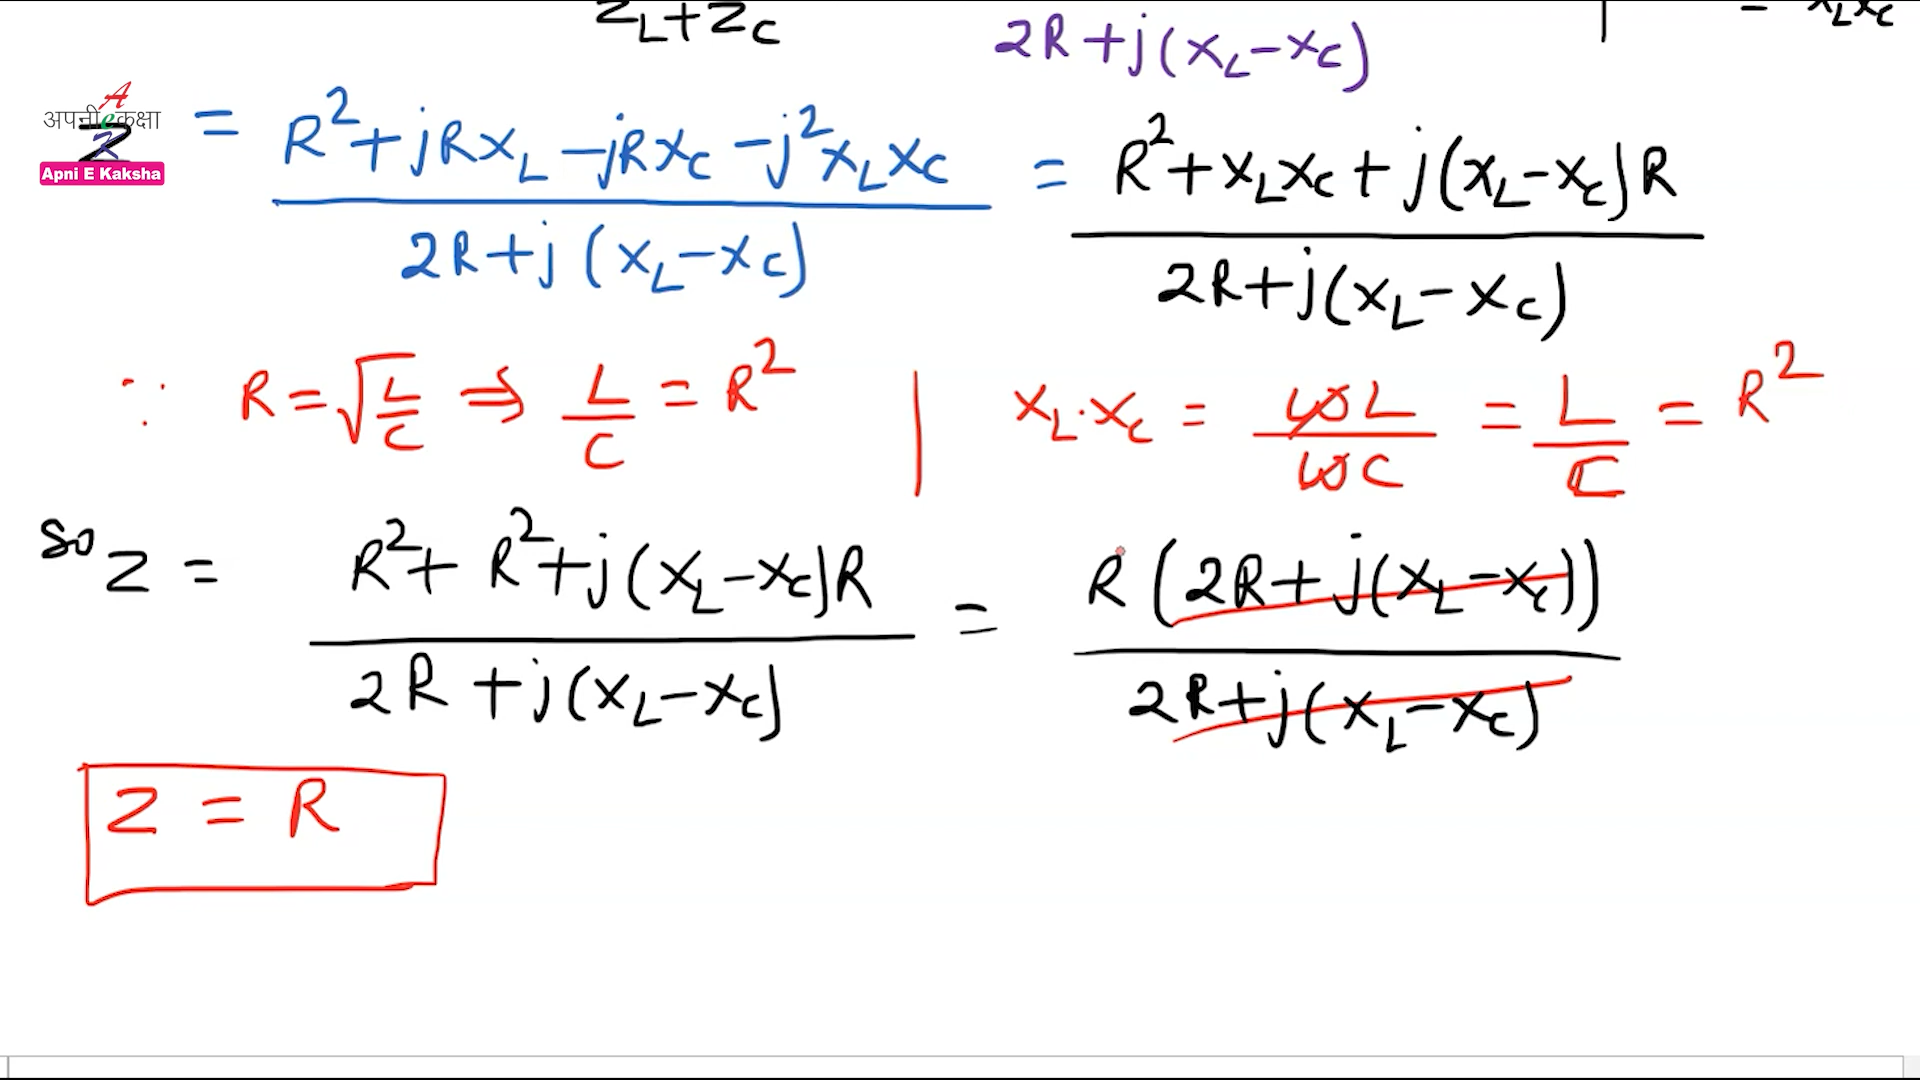 Z_L+Z_C
2R+j(X_L-X_C)
= X_L X_C
अपनी e कक्षा
A
K
Apni E Kaksha
Z = (R²+jRX_L-jRX_C-j²X_L X_C)/(2R+j(X_L-X_C)) = (R²+X_L X_C+j(X_L-X_C)R)/(2R+j(X_L-X_C))
∵ R=√(L/C) ⇒ L/C = R² | X_L·X_C = ωL/ωC = L/C = R²
so Z = (R²+R²+j(X_L-X_C)R)/(2R+j(X_L-X_C)) = R(2R+j(X_L-X_C))/(2R+j(X_L-X_C))
Z = R